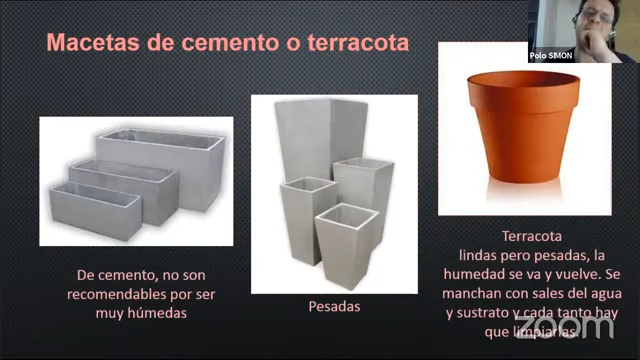 Macetas de cemento o terracota
Polo SIMON
De cemento, no son
recomendables por ser
muy húmedas
Pesadas
Terracota
lindas pero pesadas, la
humedad se va y vuelve. Se
manchan con sales del agua
y sustrato y cada tanto hay
que limpiarlas.
zoom